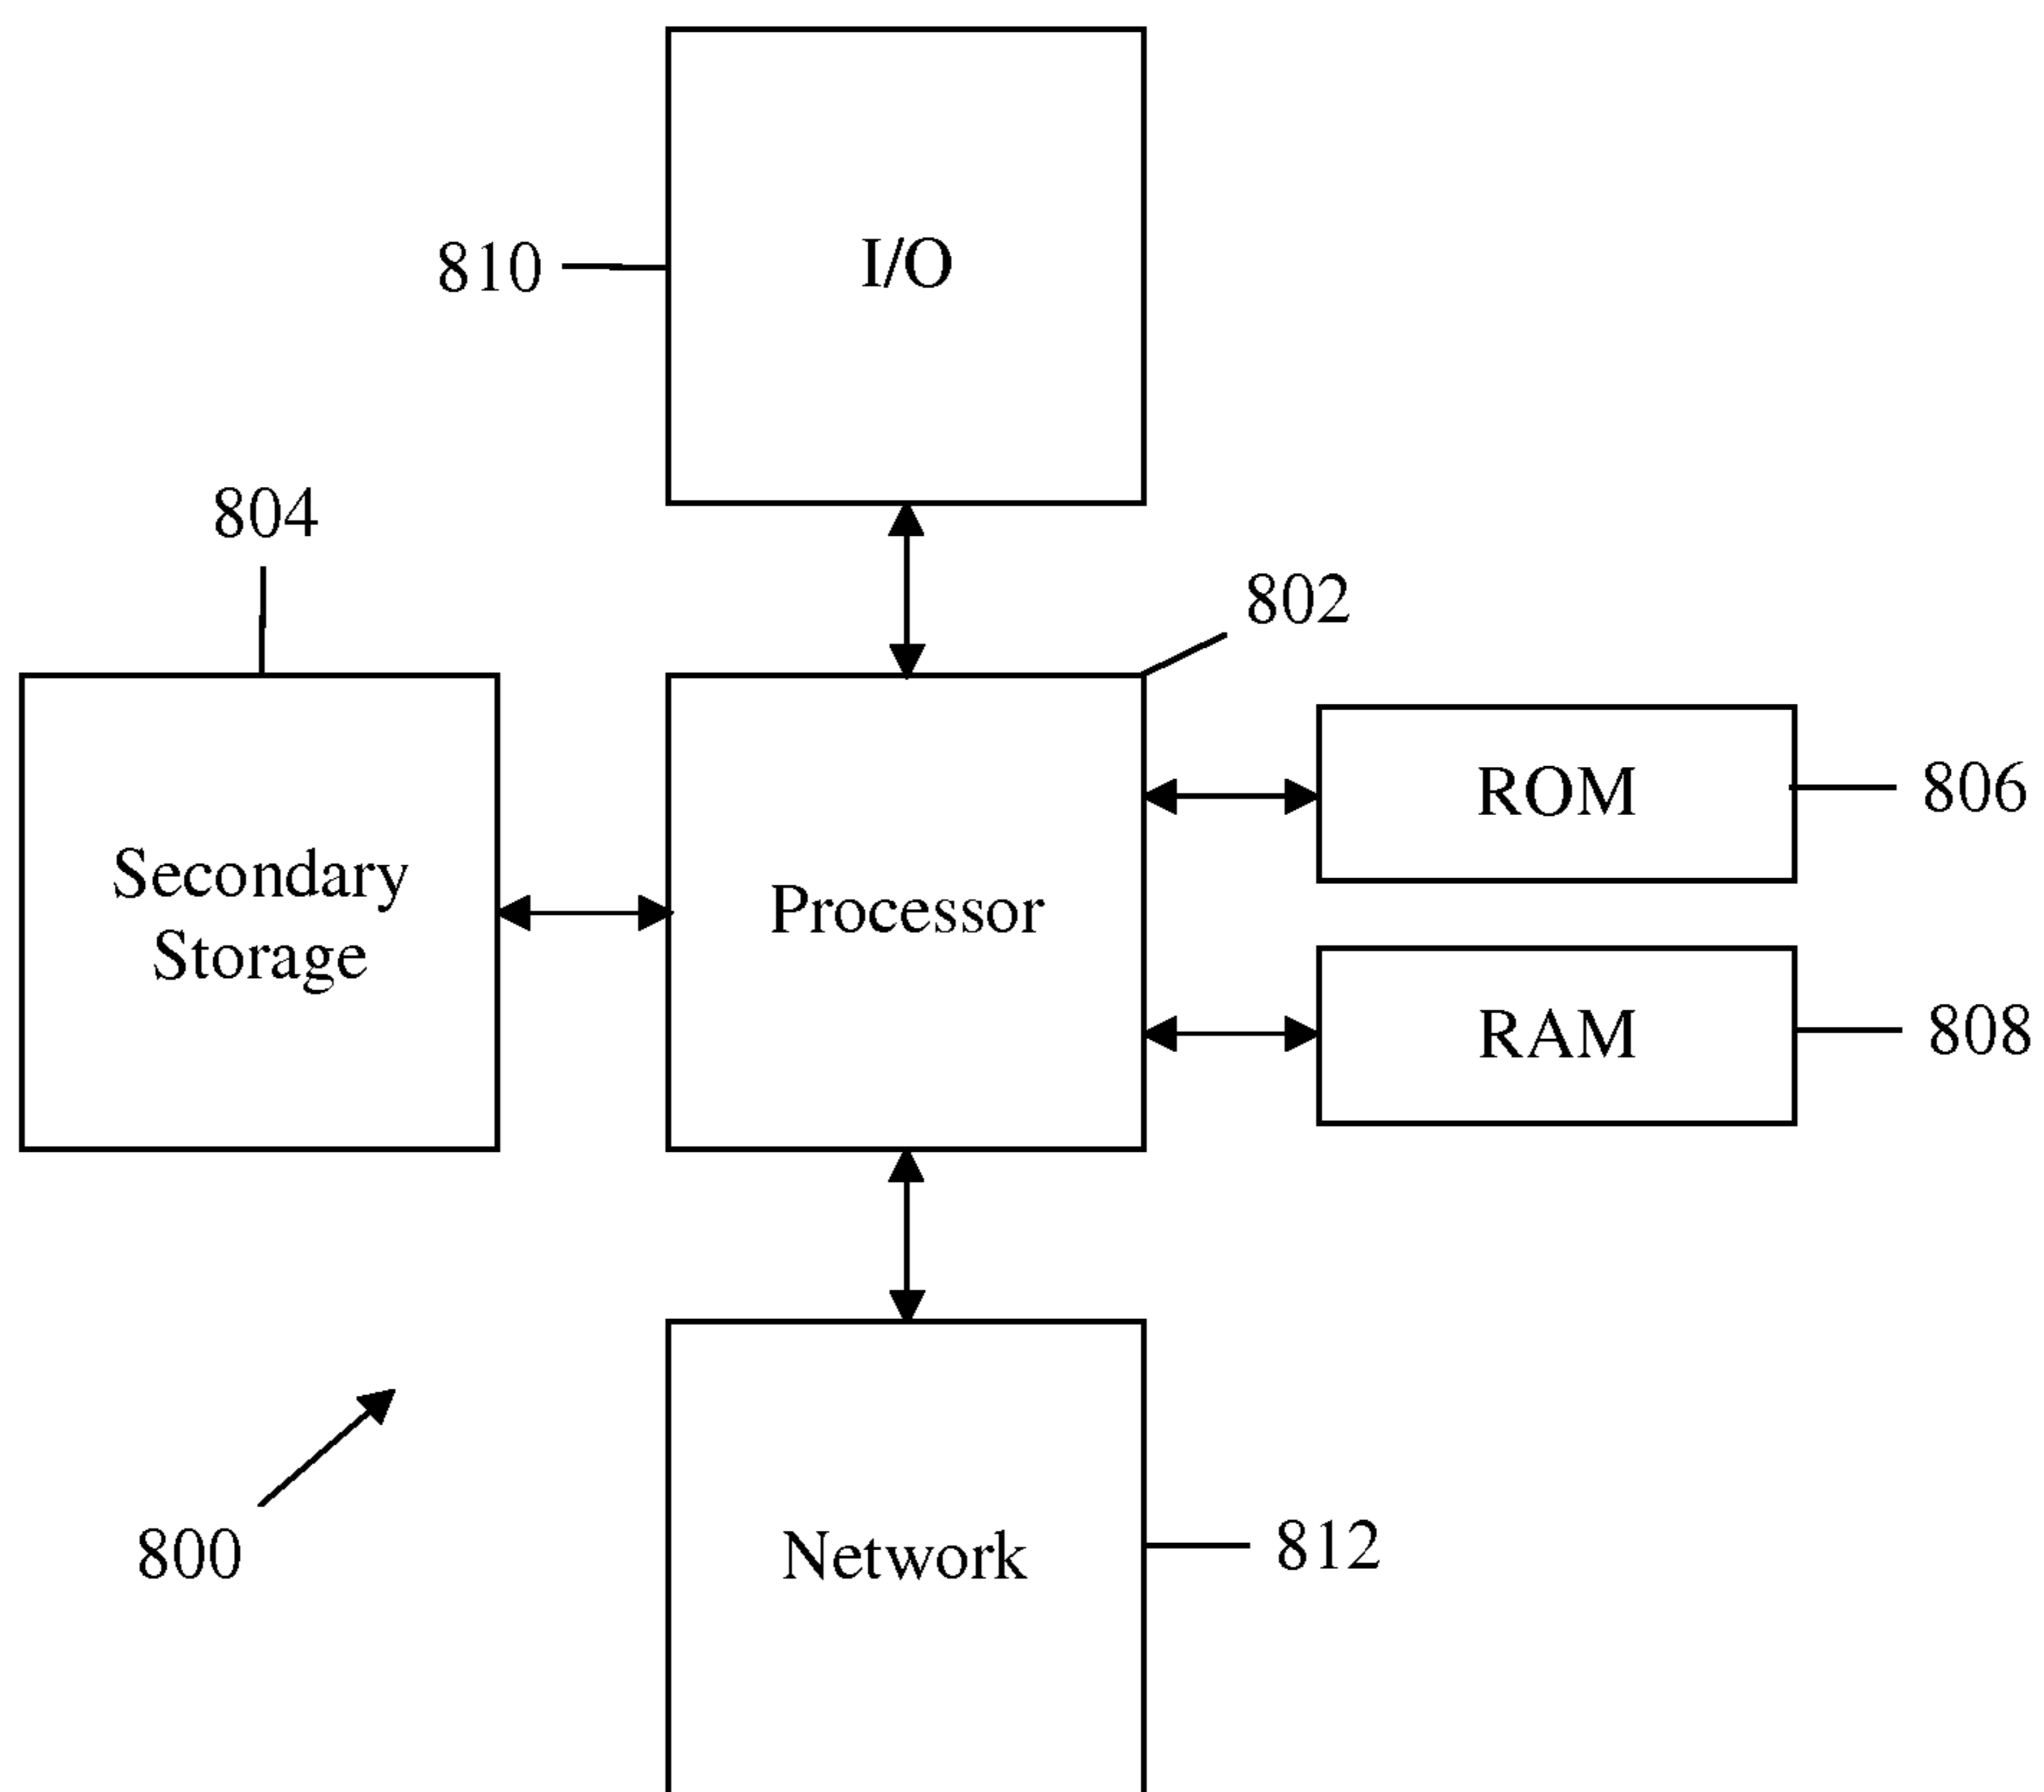 I/O
810
804
802
ROM
806
Secondary
Storage
Processor
RAM
808
800
Network
812